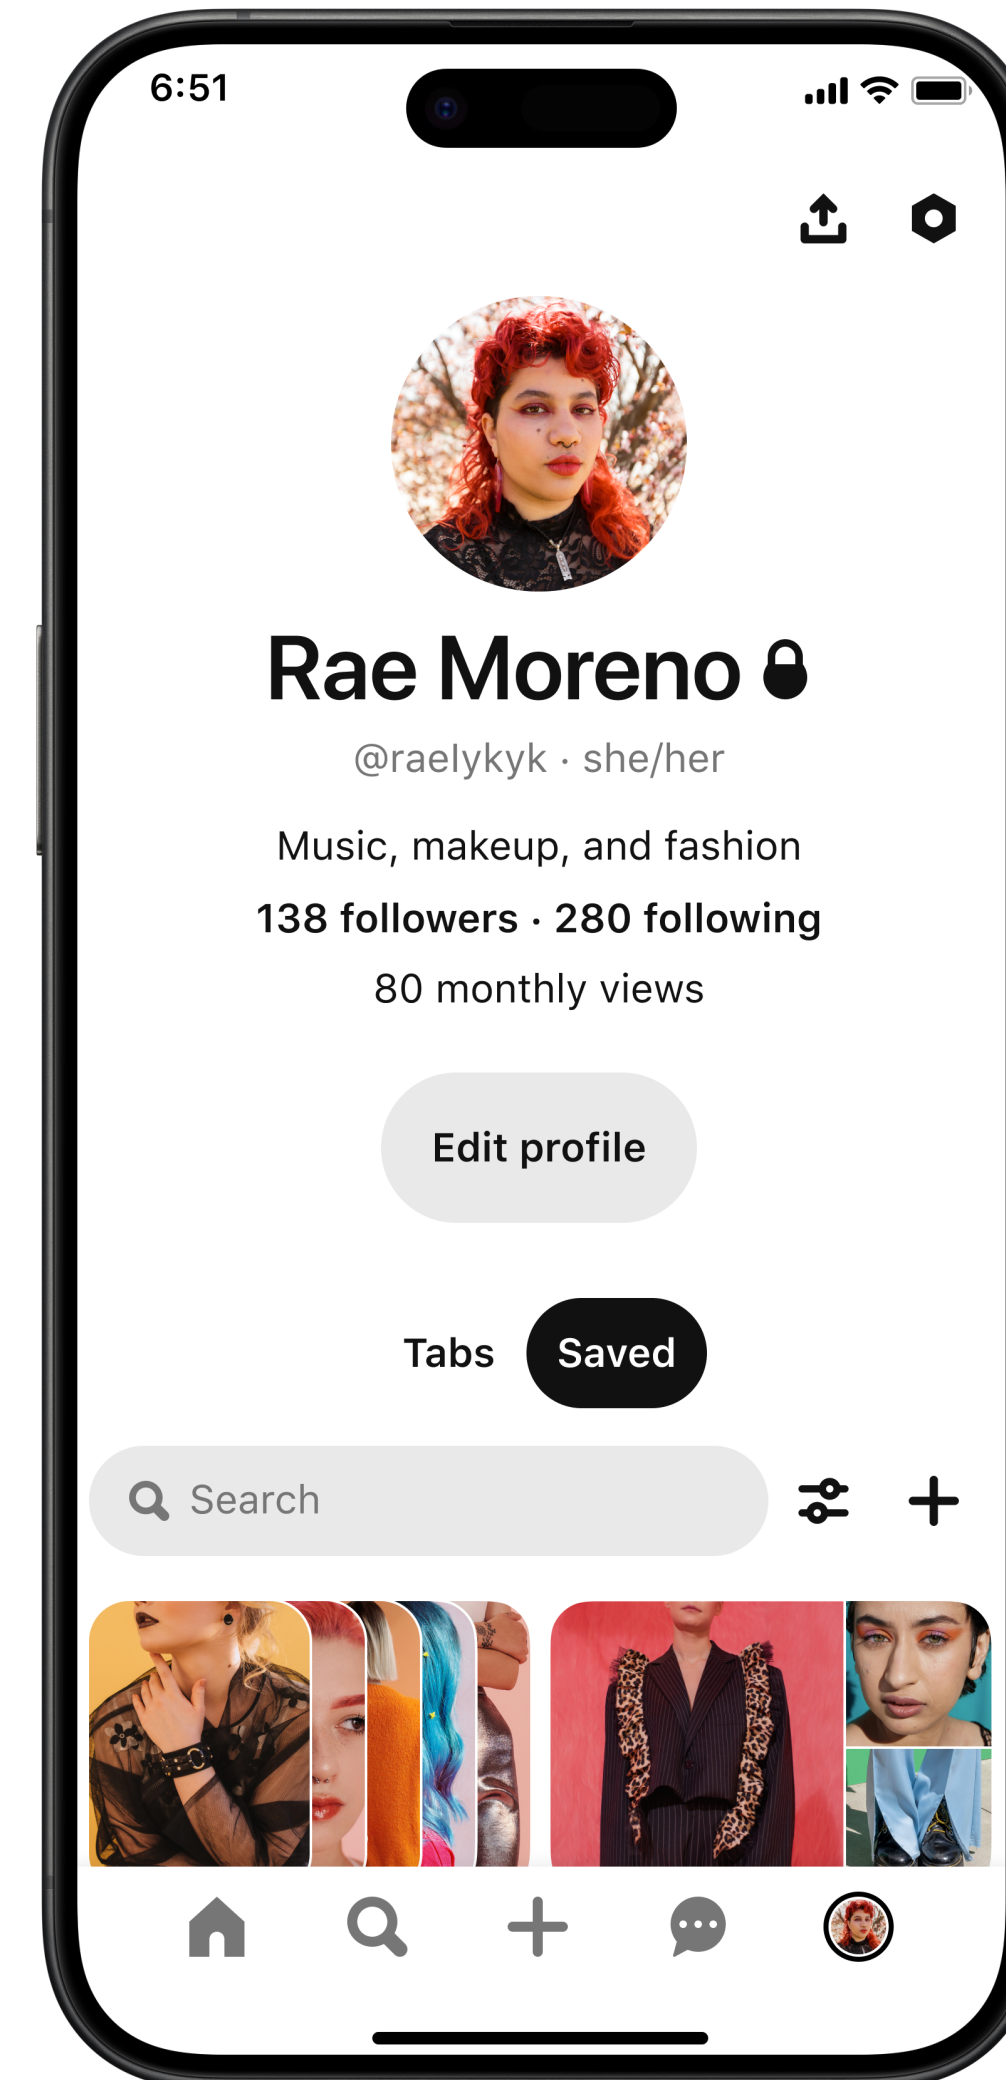 6:51
Rae Moreno
@raelykyk · she/her
Music, makeup, and fashion
138 followers · 280 following
80 monthly views
Edit profile
Tabs Saved
Search